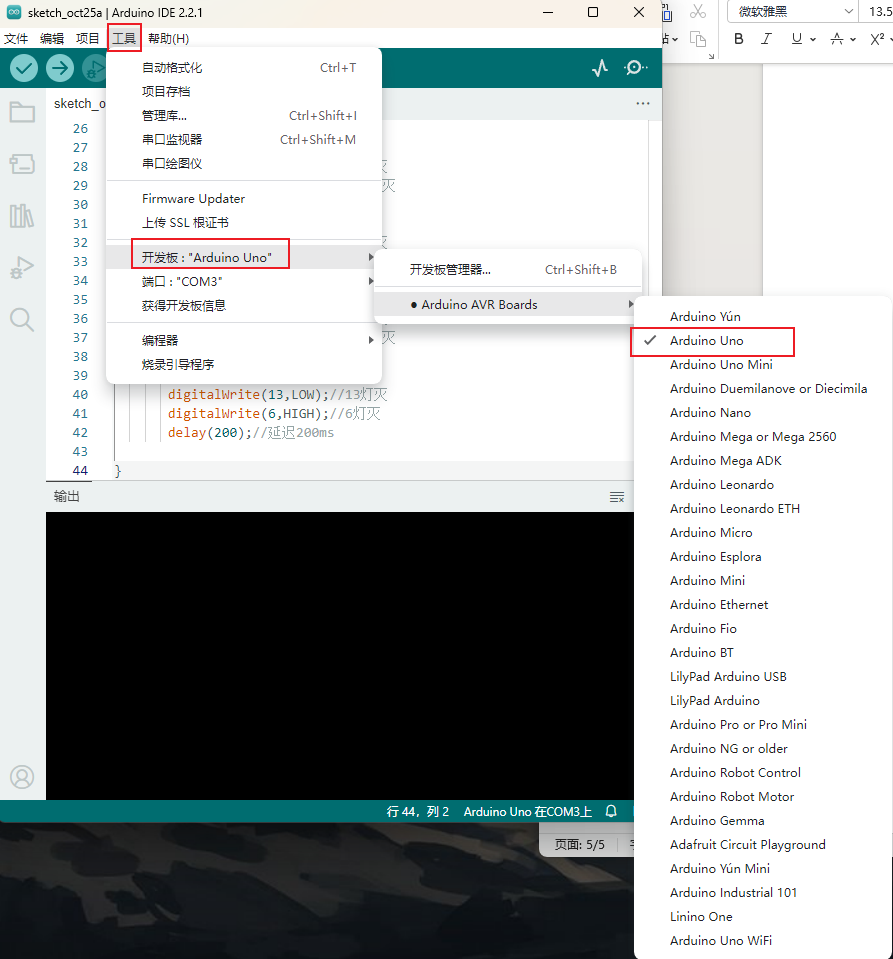 sketch_oct25a | Arduino IDE 2.2.1
微软雅黑
13.5
文件 编辑 项目 工具 帮助(H)
B I U A X²
sketch_o
自动格式化 Ctrl+T
项目存档
管理库... Ctrl+Shift+I
串口监视器 Ctrl+Shift+M
串口绘图仪
Firmware Updater
上传 SSL 根证书
开发板 : "Arduino Uno"
端口 : "COM3"
获得开发板信息
编程器
烧录引导程序
开发板管理器... Ctrl+Shift+B
Arduino AVR Boards
Arduino Yún
Arduino Uno
Arduino Uno Mini
Arduino Duemilanove or Diecimila
Arduino Nano
Arduino Mega or Mega 2560
Arduino Mega ADK
Arduino Leonardo
Arduino Leonardo ETH
Arduino Micro
Arduino Esplora
Arduino Mini
Arduino Ethernet
Arduino Fio
Arduino BT
LilyPad Arduino USB
LilyPad Arduino
Arduino Pro or Pro Mini
Arduino NG or older
Arduino Robot Control
Arduino Robot Motor
Arduino Gemma
Adafruit Circuit Playground
Arduino Yún Mini
Arduino Industrial 101
Linino One
Arduino Uno WiFi
26
27
28 灭
29 灭
30
31
32 灭
33
34
35
36
37 灭
38
39
40 digitalWrite(13,LOW);//13灯灭
41 digitalWrite(6,HIGH);//6灯灭
42 delay(200);//延迟200ms
43
44 }
输出
行 44，列 2 Arduino Uno 在COM3上
页面: 5/5